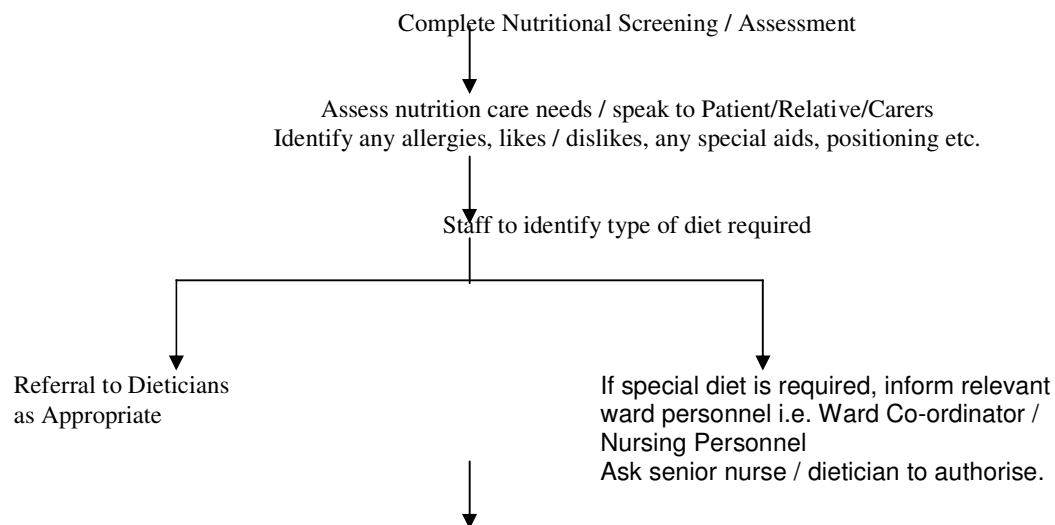 Complete Nutritional Screening / Assessment
Assess nutrition care needs / speak to Patient/Relative/Carers
Identify any allergies, likes / dislikes, any special aids, positioning etc.
Staff to identify type of diet required
Referral to Dieticians
as Appropriate
If special diet is required, inform relevant
ward personnel i.e. Ward Co-ordinator /
Nursing Personnel
Ask senior nurse / dietician to authorise.